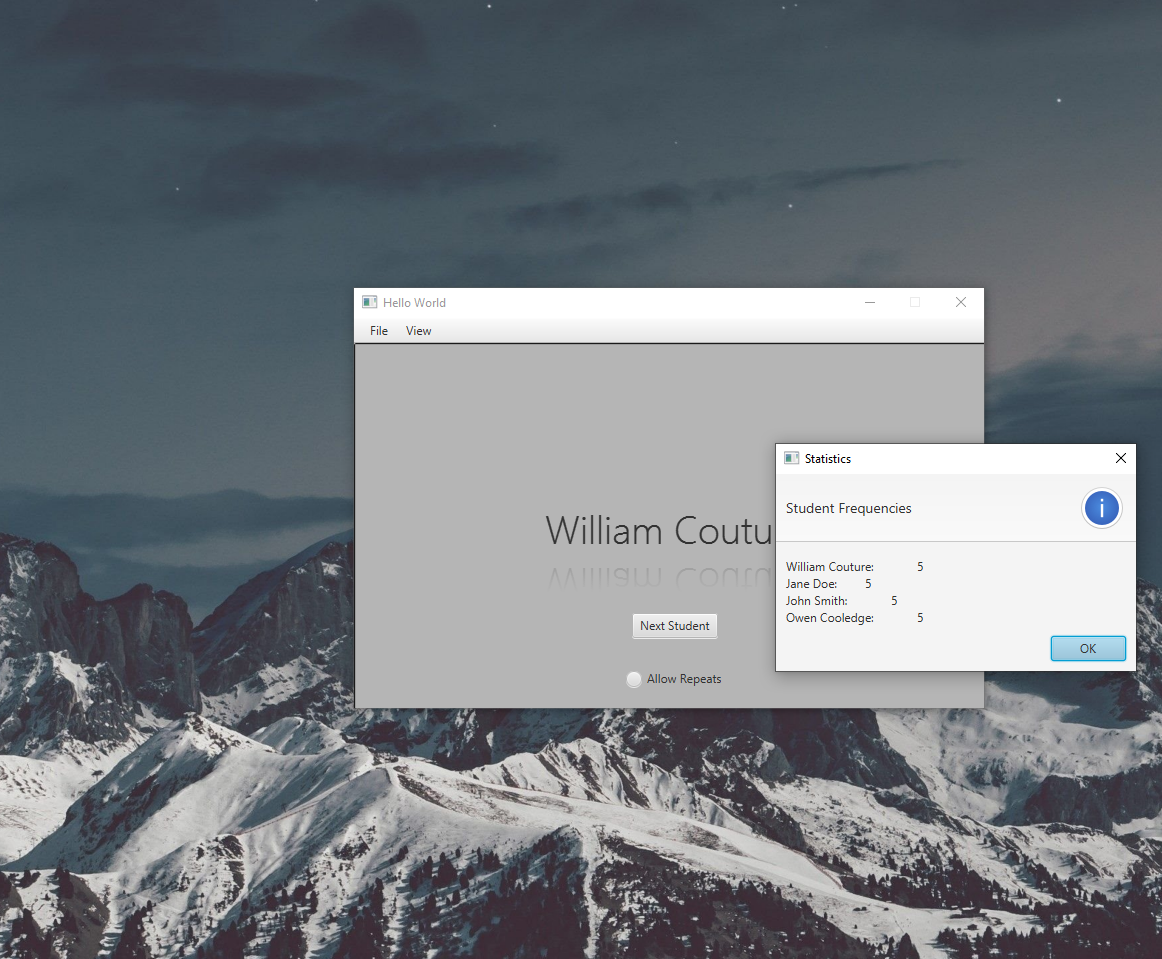 Hello World
File View
William Coutu
Next Student
Allow Repeats
Statistics
Student Frequencies
i
William Couture: 5
Jane Doe: 5
John Smith: 5
Owen Cooledge: 5
OK